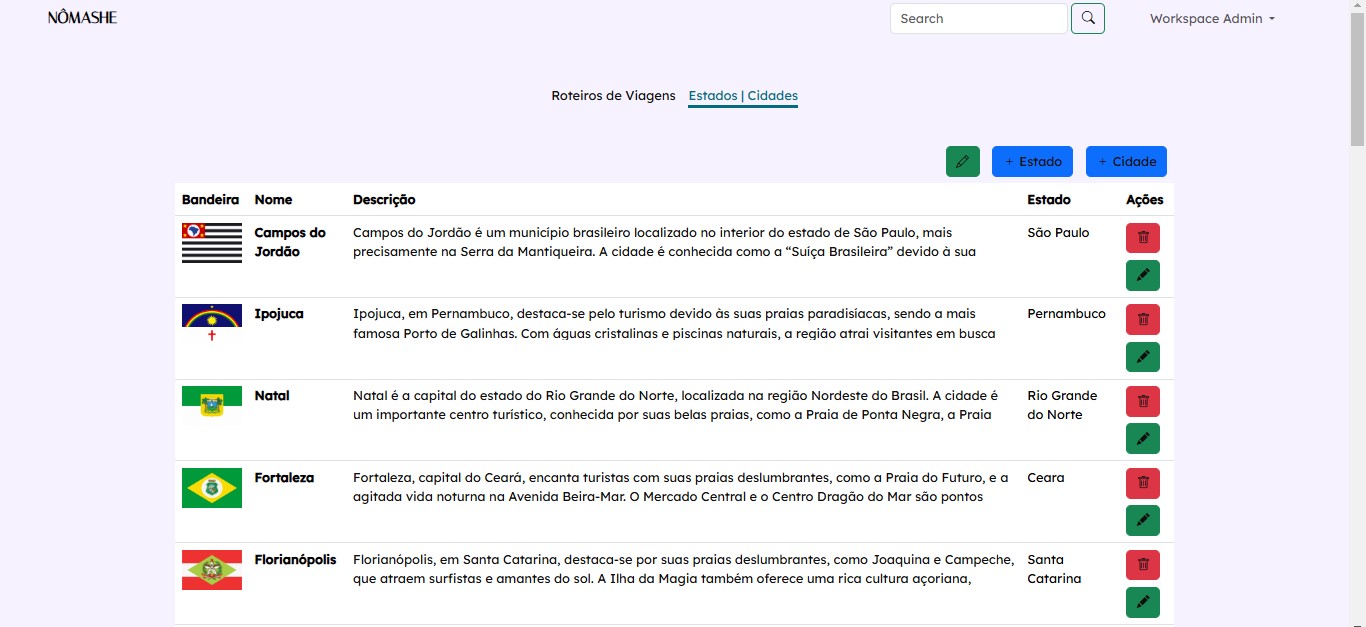 NÔMASHE
Search
Workspace Admin
Roteiros de Viagens
Estados | Cidades
+ Estado
+ Cidade
Bandeira Nome Descrição Estado Ações
Campos do Jordão
Campos do Jordão é um município brasileiro localizado no interior do estado de São Paulo, mais
precisamente na Serra da Mantiqueira. A cidade é conhecida como a “Suíça Brasileira” devido à sua
São Paulo
Ipojuca
Ipojuca, em Pernambuco, destaca-se pelo turismo devido às suas praias paradisíacas, sendo a mais
famosa Porto de Galinhas. Com águas cristalinas e piscinas naturais, a região atrai visitantes em busca
Pernambuco
Natal
Natal é a capital do estado do Rio Grande do Norte, localizada na região Nordeste do Brasil. A cidade é
um importante centro turístico, conhecida por suas belas praias, como a Praia de Ponta Negra, a Praia
Rio Grande
do Norte
Fortaleza
Fortaleza, capital do Ceará, encanta turistas com suas praias deslumbrantes, como a Praia do Futuro, e a
agitada vida noturna na Avenida Beira-Mar. O Mercado Central e o Centro Dragão do Mar são pontos
Ceara
Florianópolis
Florianópolis, em Santa Catarina, destaca-se por suas praias deslumbrantes, como Joaquina e Campeche,
que atraem surfistas e amantes do sol. A Ilha da Magia também oferece uma rica cultura açoriana,
Santa
Catarina